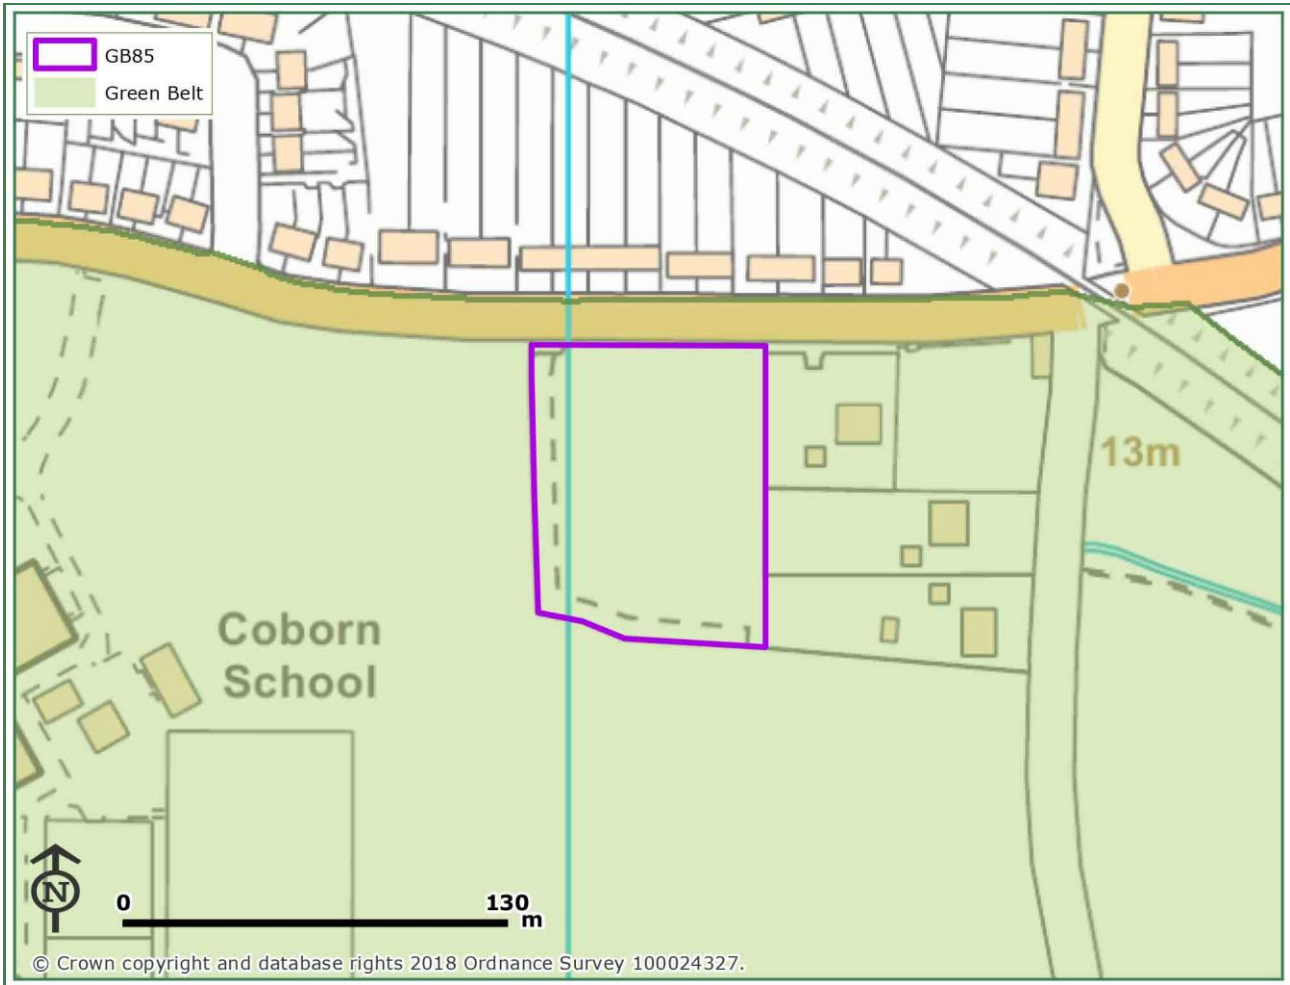 GB85
Green Belt
13m
Coborn
School
N
0 130
m
© Crown copyright and database rights 2018 Ordnance Survey 100024327.